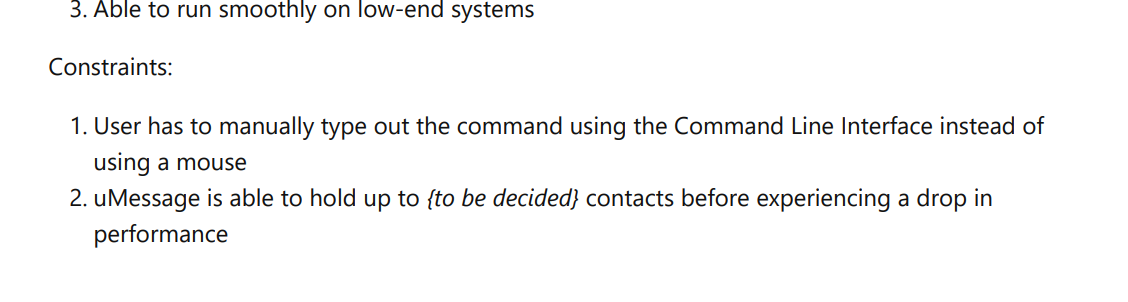 3. Able to run smoothly on low-end systems
Constraints:
1. User has to manually type out the command using the Command Line Interface instead of
using a mouse
2. uMessage is able to hold up to {to be decided} contacts before experiencing a drop in
performance